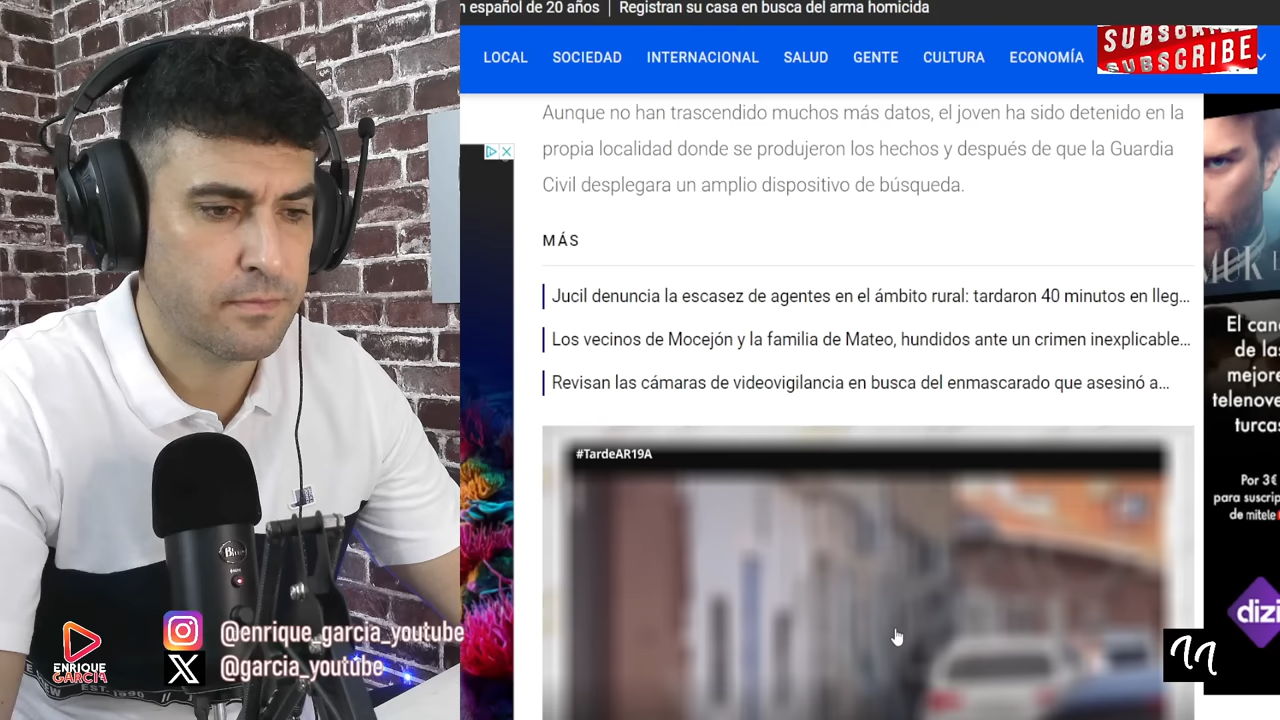 n español de 20 años | Registran su casa en busca del arma homicida
LOCAL SOCIEDAD INTERNACIONAL SALUD GENTE CULTURA ECONOMÍA
SUBSCRIBE
SUBSCRIBE
Aunque no han trascendido muchos más datos, el joven ha sido detenido en la
propia localidad donde se produjeron los hechos y después de que la Guardia
Civil desplegara un amplio dispositivo de búsqueda.
MÁS
Jucil denuncia la escasez de agentes en el ámbito rural: tardaron 40 minutos en lleg...
Los vecinos de Mocejón y la familia de Mateo, hundidos ante un crimen inexplicable...
Revisan las cámaras de videovigilancia en busca del enmascarado que asesinó a...
#TardeAR19A
El cana
de las
mejore
telenove
turcas
Por 3€
para suscrip
de mitele
dizi
Blue
@enrique_garcia_youtube
@garcia_youtube
ENRIQUE
GARCIA
EST. 1990